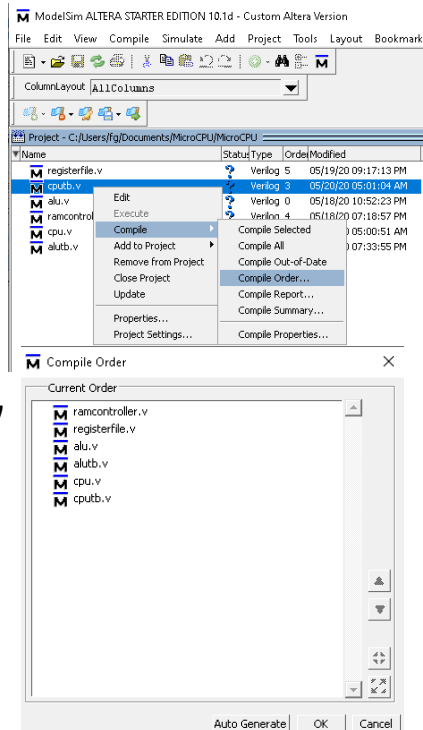 ModelSim ALTERA STARTER EDITION 10.1d - Custom Altera Version
File Edit View Compile Simulate Add Project Tools Layout Bookmark
ColumnLayout AllColumns
Project - C:/Users/fg/Documents/MicroCPU/MicroCPU
Name Status Type Order Modified
registerfile.v ? Verilog 5 05/19/20 09:17:13 PM
cputb.v Verilog 3 05/20/20 05:01:04 AM
alu.v Edit ? Verilog 0 05/18/20 10:52:23 PM
ramcontrol Execute ? Verilog 4 05/18/20 07:18:57 PM
cpu.v Compile Compile Selected 05:00:51 AM
alutb.v Add to Project Compile All 07:33:55 PM
Remove from Project Compile Out-of-Date
Close Project Compile Order...
Update Compile Report...
Compile Summary...
Properties...
Project Settings... Compile Properties...
Compile Order
Current Order
ramcontroller.v
registerfile.v
alu.v
alutb.v
cpu.v
cputb.v
Auto Generate OK Cancel